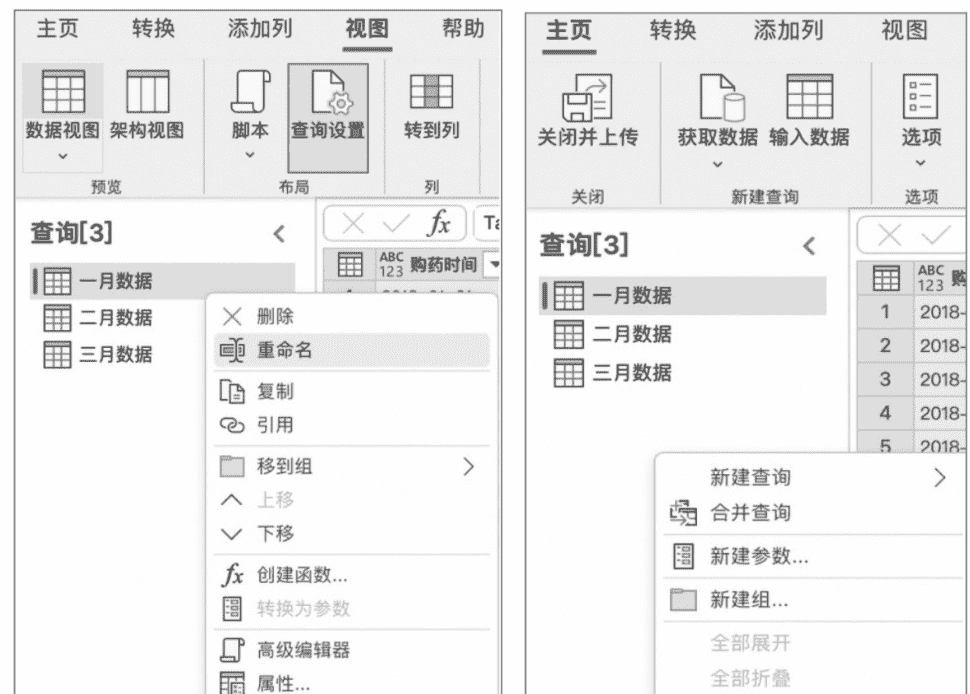 主页 转换 添加列 视图 帮助
数据视图 架构视图 脚本 查询设置 转到列
预览 布局 列
查询[3]
fx
ABC
123 购药时间
一月数据
二月数据
三月数据
删除
重命名
复制
引用
移到组
上移
下移
fx 创建函数...
转换为参数
高级编辑器
属性...
主页 转换 添加列 视图
关闭并上传 获取数据 输入数据 选项
关闭 新建查询 选项
查询[3]
ABC
123
一月数据
二月数据
三月数据
1 2018-
2 2018-
3 2018-
4 2018-
5 2018-
新建查询
合并查询
新建参数...
新建组...
全部展开
全部折叠